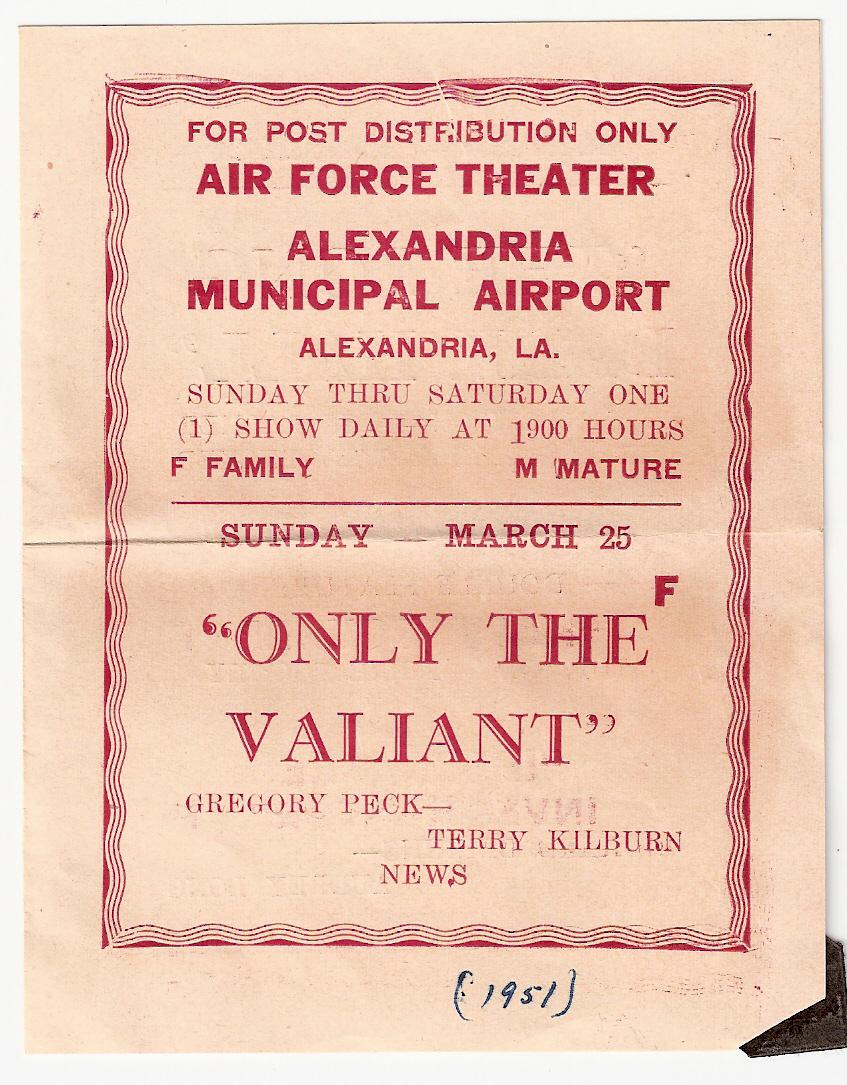 FOR POST DISTRIBUTION ONLY
AIR FORCE THEATER
ALEXANDRIA
MUNICIPAL AIRPORT
ALEXANDRIA, LA.
SUNDAY THRU SATURDAY ONE
(1) SHOW DAILY AT 1900 HOURS
F FAMILY M MATURE
SUNDAY — MARCH 25
F
“ONLY THE
VALIANT”
GREGORY PECK—
TERRY KILBURN
NEWS
(1951)